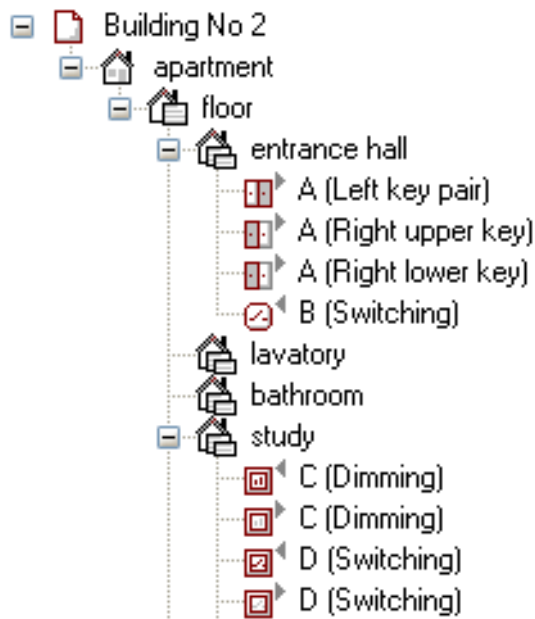 Building No 2
apartment
floor
entrance hall
A (Left key pair)
A (Right upper key)
A (Right lower key)
B (Switching)
lavatory
bathroom
study
C (Dimming)
C (Dimming)
D (Switching)
D (Switching)